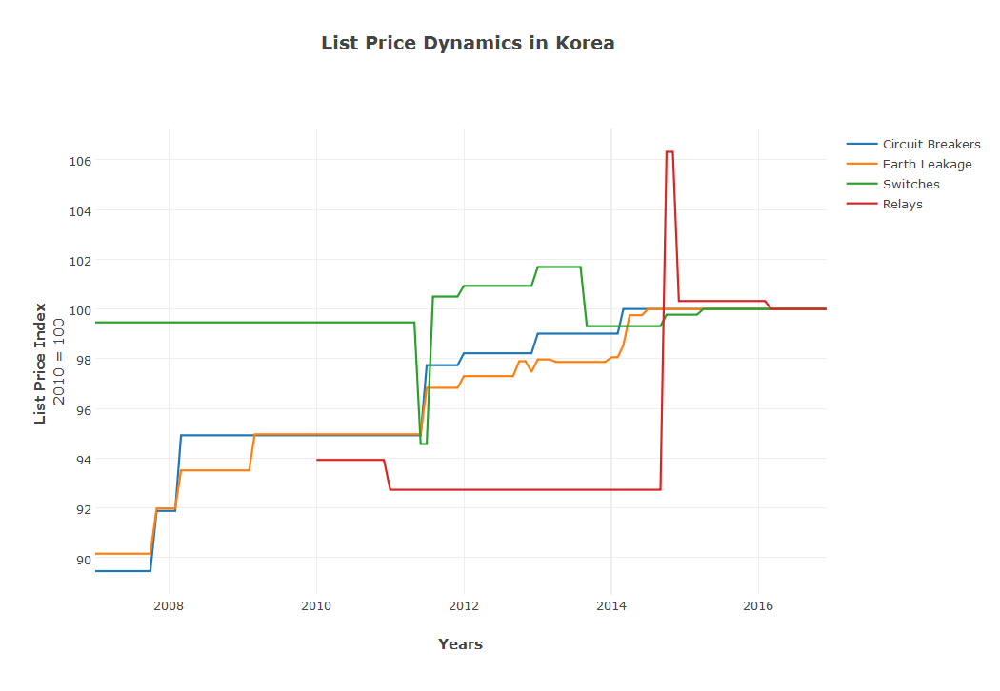 List Price Dynamics in Korea
Circuit Breakers
Earth Leakage
Switches
Relays
106
104
102
100
98
96
94
92
90
List Price Index
2010 = 100
2008
2010
2012
2014
2016
Years